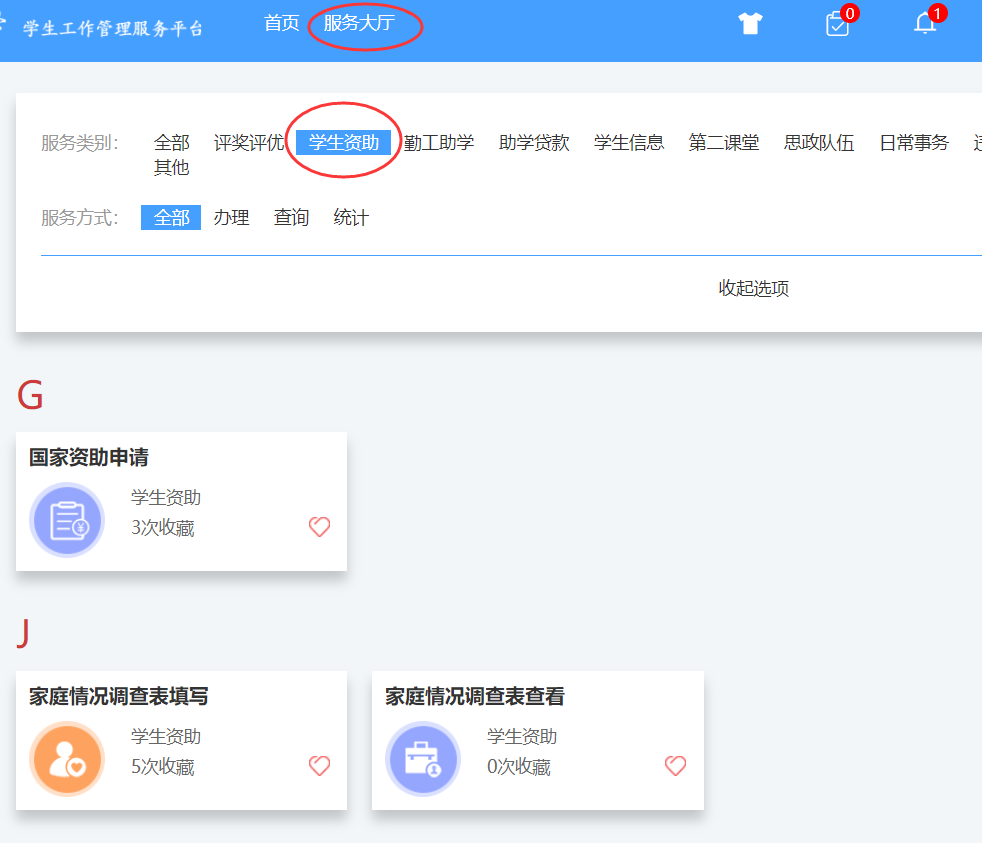 学生工作管理服务平台 首页 服务大厅 0 1
服务类别： 全部 评奖评优 学生资助 勤工助学 助学贷款 学生信息 第二课堂 思政队伍 日常事务
其他
服务方式： 全部 办理 查询 统计
收起选项
G
国家资助申请
学生资助
3次收藏
J
家庭情况调查表填写
学生资助
5次收藏
家庭情况调查表查看
学生资助
0次收藏